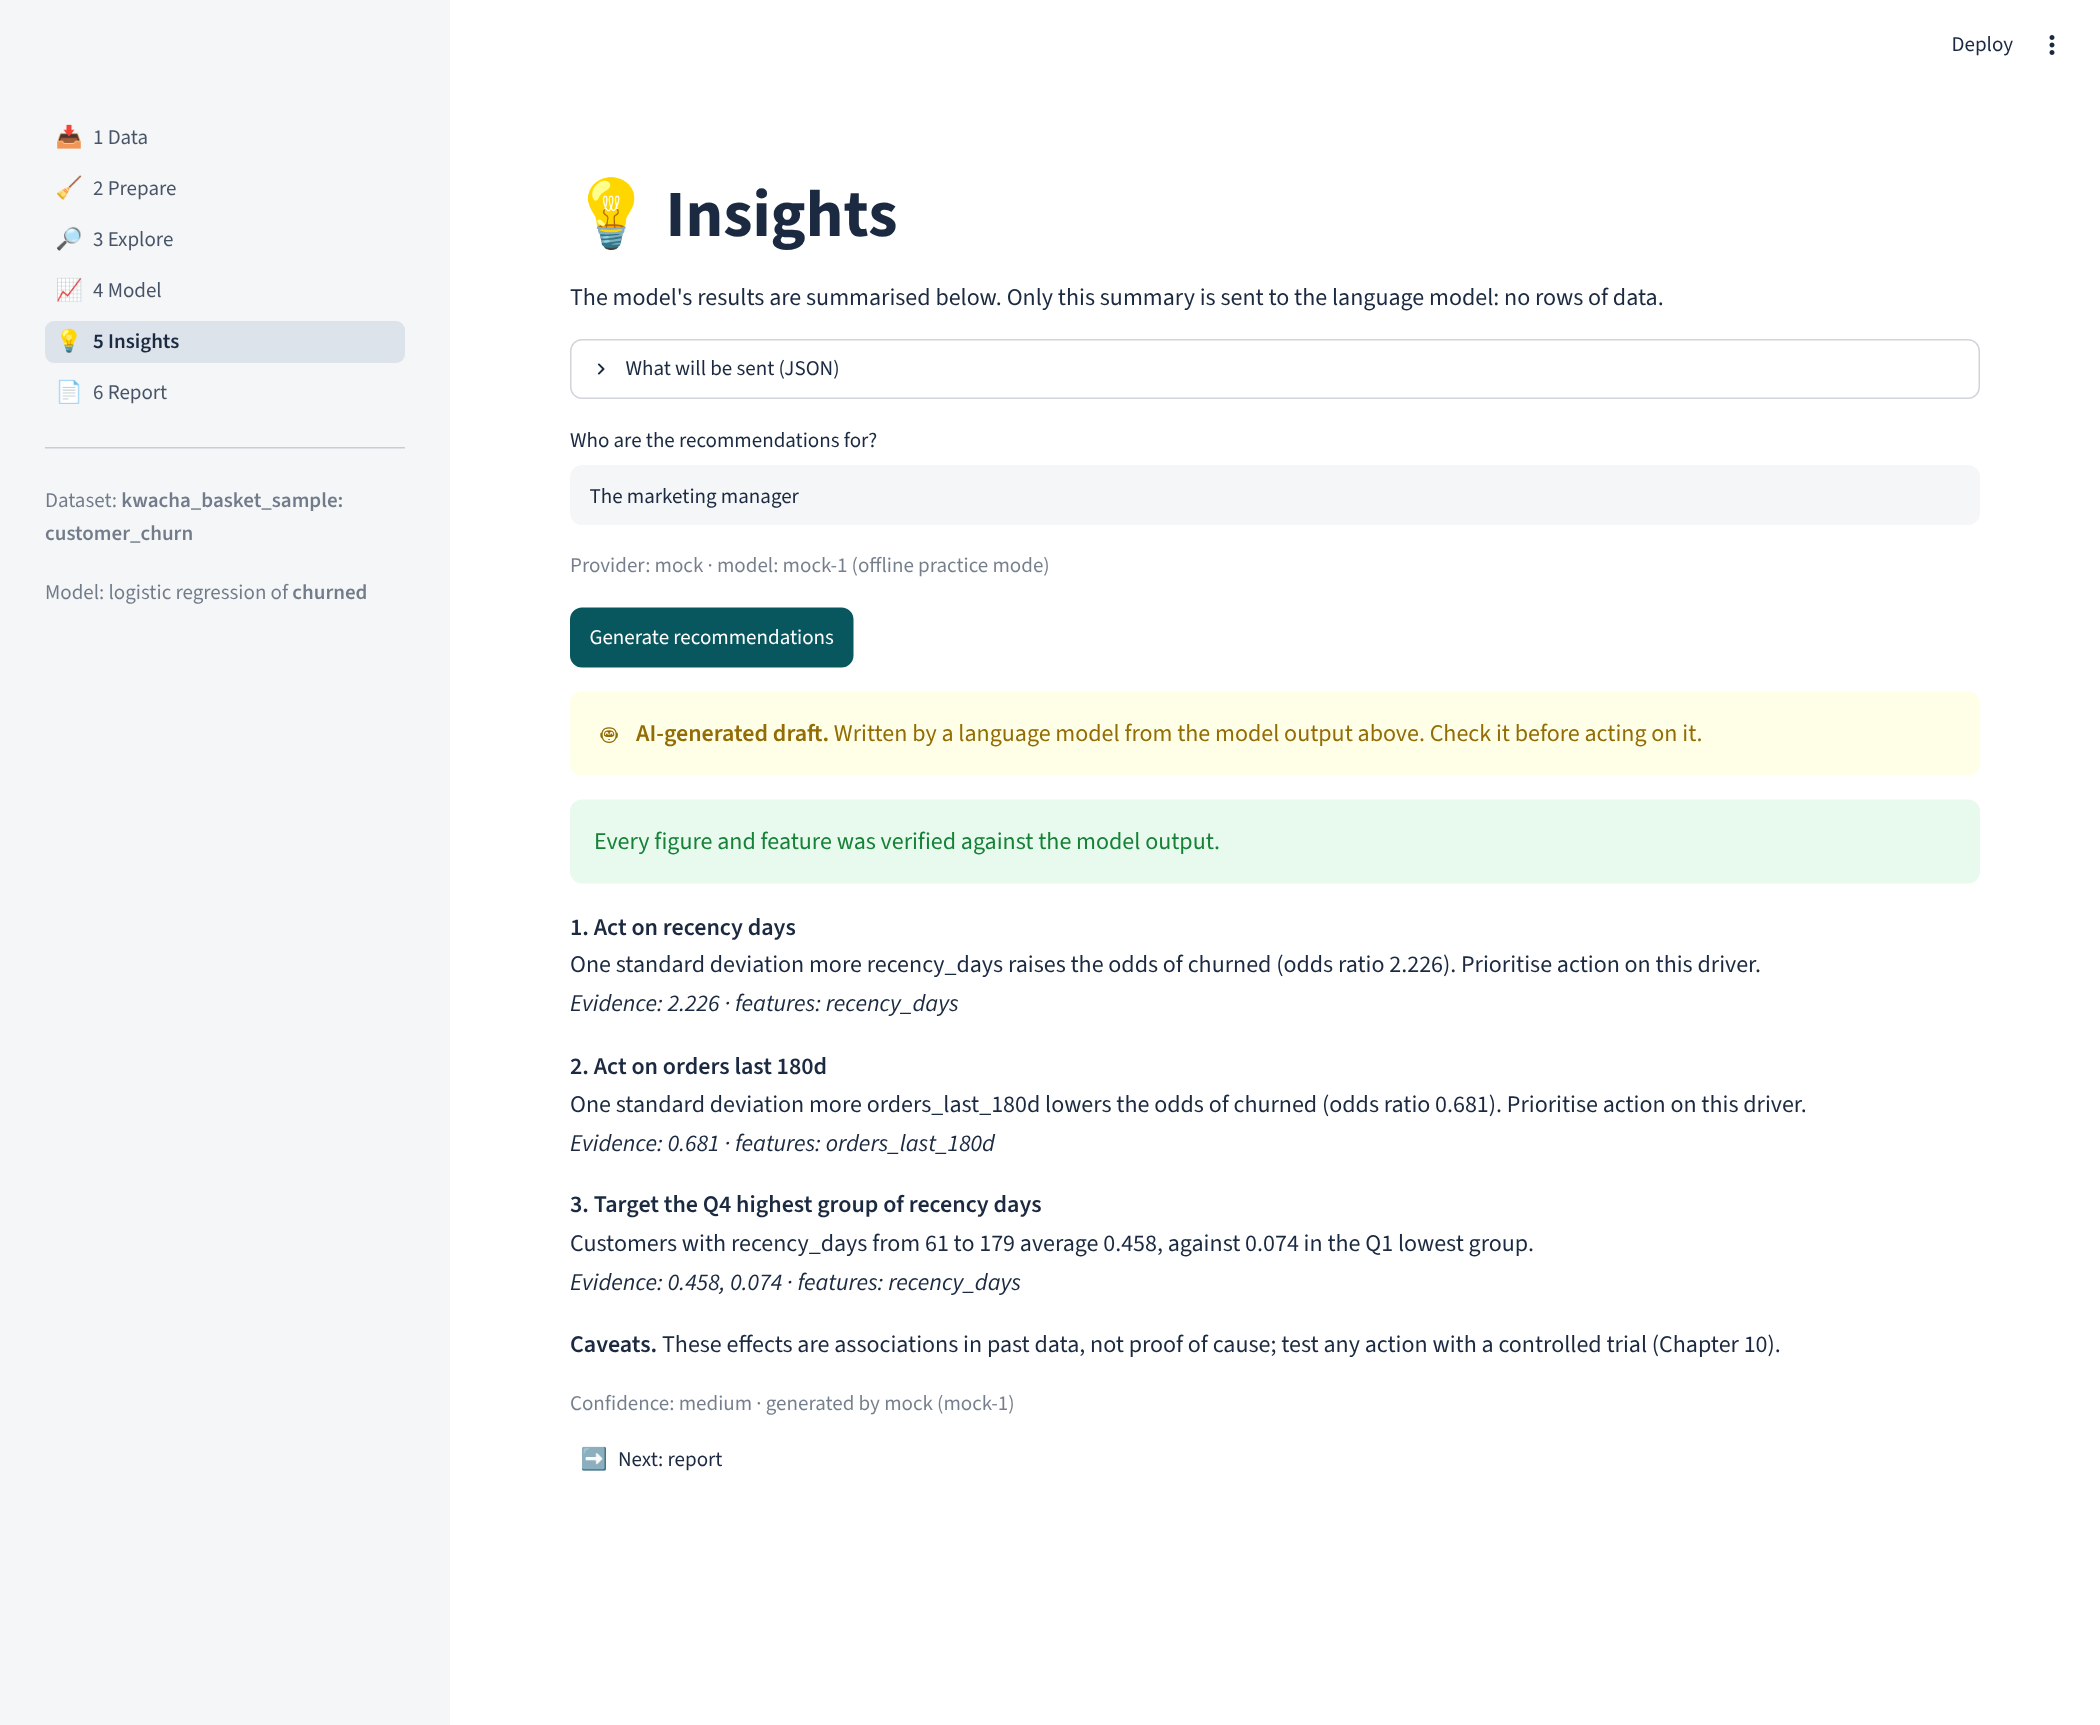 Deploy
1 Data
2 Prepare
3 Explore
4 Model
5 Insights
6 Report
Dataset: kwacha_basket_sample:
customer_churn
Model: logistic regression of churned
Insights
The model's results are summarised below. Only this summary is sent to the language model: no rows of data.
What will be sent (JSON)
Who are the recommendations for?
The marketing manager
Provider: mock · model: mock-1 (offline practice mode)
Generate recommendations
AI-generated draft. Written by a language model from the model output above. Check it before acting on it.
Every figure and feature was verified against the model output.
1. Act on recency days
One standard deviation more recency_days raises the odds of churned (odds ratio 2.226). Prioritise action on this driver.
Evidence: 2.226 · features: recency_days
2. Act on orders last 180d
One standard deviation more orders_last_180d lowers the odds of churned (odds ratio 0.681). Prioritise action on this driver.
Evidence: 0.681 · features: orders_last_180d
3. Target the Q4 highest group of recency days
Customers with recency_days from 61 to 179 average 0.458, against 0.074 in the Q1 lowest group.
Evidence: 0.458, 0.074 · features: recency_days
Caveats. These effects are associations in past data, not proof of cause; test any action with a controlled trial (Chapter 10).
Confidence: medium · generated by mock (mock-1)
Next: report